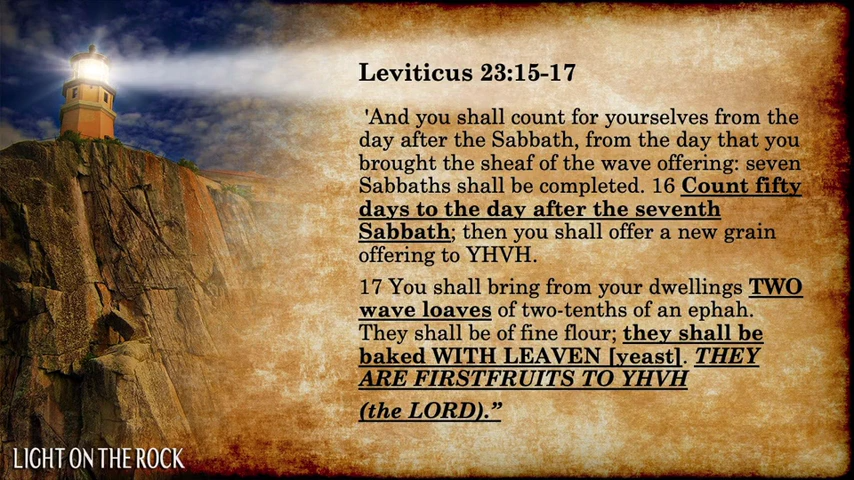 Leviticus 23:15-17
'And you shall count for yourselves from the
day after the Sabbath, from the day that you
brought the sheaf of the wave offering: seven
Sabbaths shall be completed. 16 Count fifty
days to the day after the seventh
Sabbath; then you shall offer a new grain
offering to YHVH.
17 You shall bring from your dwellings TWO
wave loaves of two-tenths of an ephah.
They shall be of fine flour; they shall be
baked WITH LEAVEN [yeast]. THEY
ARE FIRSTFRUITS TO YHVH
(the LORD).”
LIGHT ON THE ROCK